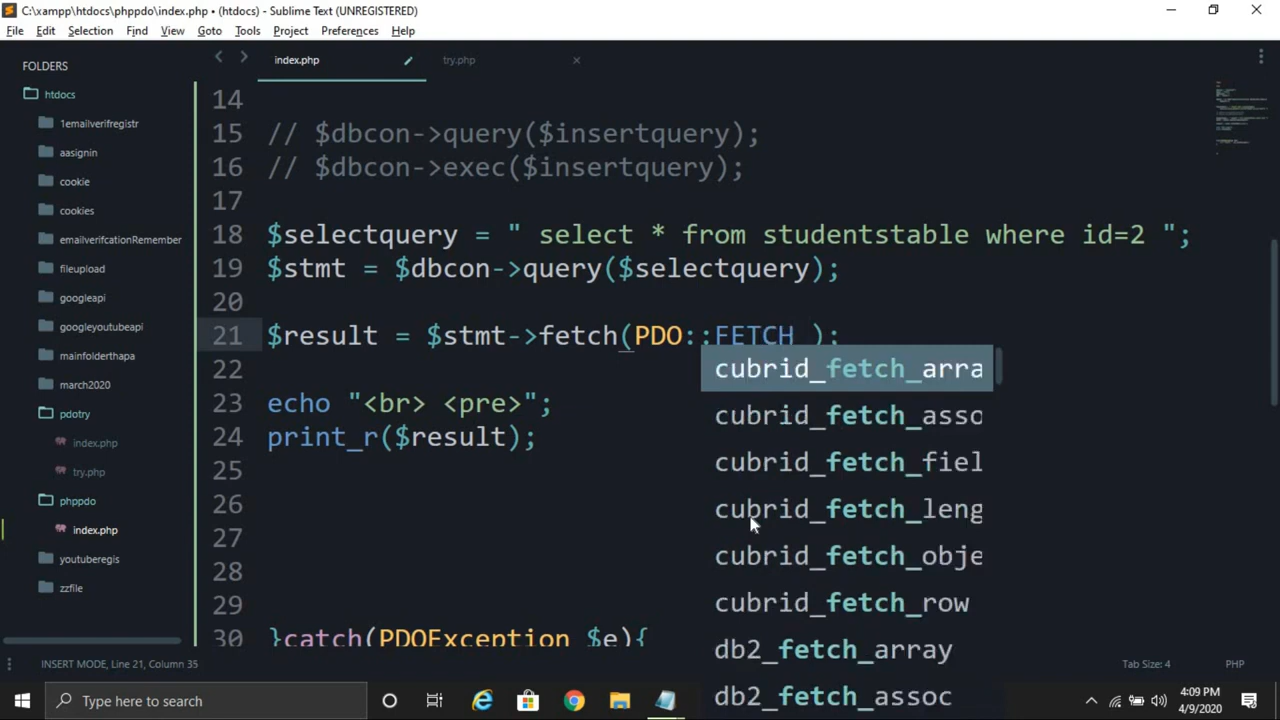 C:\xampp\htdocs\phppdo\index.php • (htdocs) - Sublime Text (UNREGISTERED)
File Edit Selection Find View Goto Tools Project Preferences Help
FOLDERS
htdocs
1emailverifregistr
aasignin
cookie
cookies
emailverifcationRemember
fileupload
googleapi
googleyoutubeapi
mainfolderthapa
march2020
pdotry
index.php
try.php
phppdo
index.php
youtuberegis
zzfile
index.php try.php
14
15 // $dbcon->query($insertquery);
16 // $dbcon->exec($insertquery);
17
18 $selectquery = " select * from studentstable where id=2 ";
19 $stmt = $dbcon->query($selectquery);
20
21 $result = $stmt->fetch(PDO::FETCH );
22
23 echo "<br> <pre>";
24 print_r($result);
25
26
27
28
29
30 }catch(PDOException $e){
cubrid_fetch_arra
cubrid_fetch_asso
cubrid_fetch_fiel
cubrid_fetch_leng
cubrid_fetch_obje
cubrid_fetch_row
db2_fetch_array
db2_fetch_assoc
INSERT MODE, Line 21, Column 35 Tab Size: 4 PHP
Type here to search
4:09 PM
4/9/2020